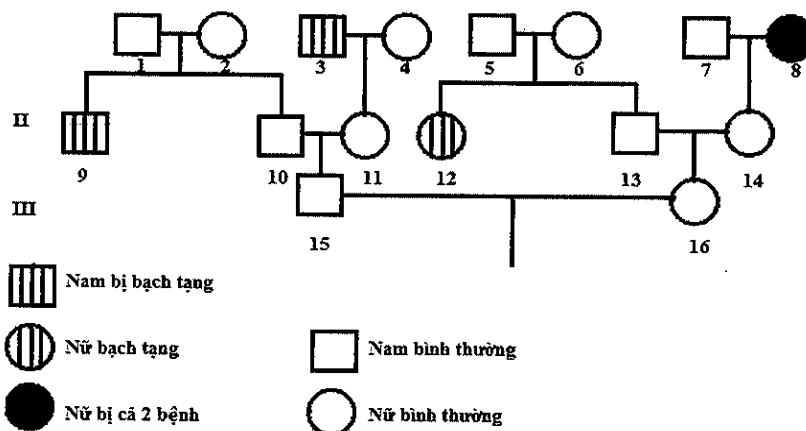 1 2 3 4 5 6 7 8
II
9 10 11 12 13 14
III
15 16
Nam bị bạch tạng
Nữ bạch tạng Nam bình thường
Nữ bị cả 2 bệnh Nữ bình thường